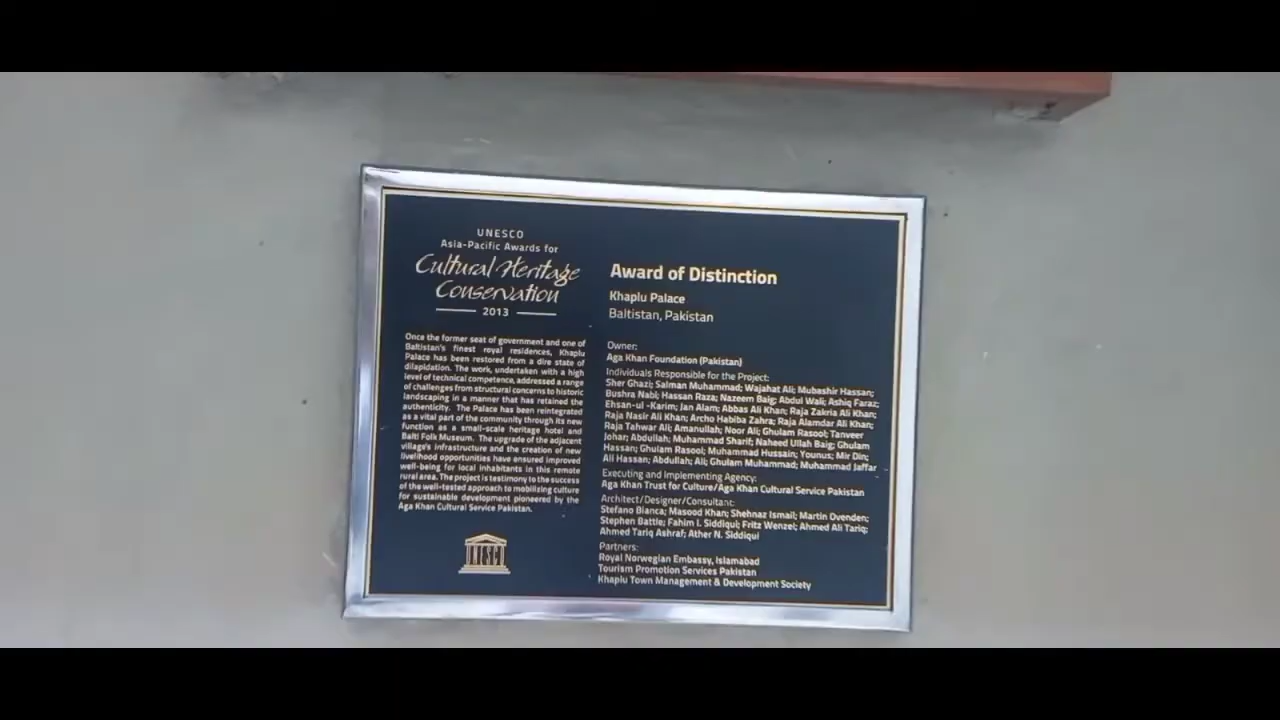 UNESCO
Asia-Pacific Awards for
Cultural Heritage
Conservation
2013
Once the former seat of government and one of
Baltistan's finest royal residences, Khaplu
Palace has been restored from a dire state of
dilapidation. The work, undertaken with a high
level of technical competence, addressed a range
of challenges from structural concerns to historic
landscaping in a manner that has retained the
authenticity. The Palace has been reintegrated
as a vital part of the community through its new
function as a small-scale heritage hotel and
Balti Folk Museum. The upgrade of the adjacent
village's infrastructure and the creation of new
livelihood opportunities have ensured improved
well-being for local inhabitants in this remote
rural area. The project is testimony to the success
of the well-tested approach to mobilizing culture
for sustainable development pioneered by the
Aga Khan Cultural Service Pakistan.
UNESCO
Award of Distinction
Khaplu Palace
Baltistan, Pakistan
Owner:
Aga Khan Foundation (Pakistan)
Individuals Responsible for the Project:
Sher Ghazi; Salman Muhammad; Wajahat Ali; Mubashir Hassan;
Bushra Nabi; Hassan Raza; Nazeem Baig; Abdul Wali; Ashiq Faraz;
Ehsan-ul -Karim; Jan Alam; Abbas Ali Khan; Raja Zakria Ali Khan;
Raja Nasir Ali Khan; Archo Habiba Zahra; Raja Alamdar Ali Khan;
Raja Tahwar Ali; Amanullah; Noor Ali; Ghulam Rasool; Tanveer
Johar; Abdullah; Muhammad Sharif; Naheed Ullah Baig; Ghulam
Hassan; Ghulam Rasool; Muhammad Hussain; Younus; Mir Din;
Ali Hassan; Abdullah; Ali; Ghulam Muhammad; Muhammad Jaffar
Executing and Implementing Agency:
Aga Khan Trust for Culture/Aga Khan Cultural Service Pakistan
Architect/Designer/Consultant:
Stefano Bianca; Masood Khan; Shehnaz Ismail; Martin Ovenden;
Stephen Battle; Fahim I. Siddiqui; Fritz Wenzel; Ahmed Ali Tariq;
Ahmed Tariq Ashraf; Ather N. Siddiqui
Partners:
Royal Norwegian Embassy, Islamabad
Tourism Promotion Services Pakistan
Khaplu Town Management & Development Society